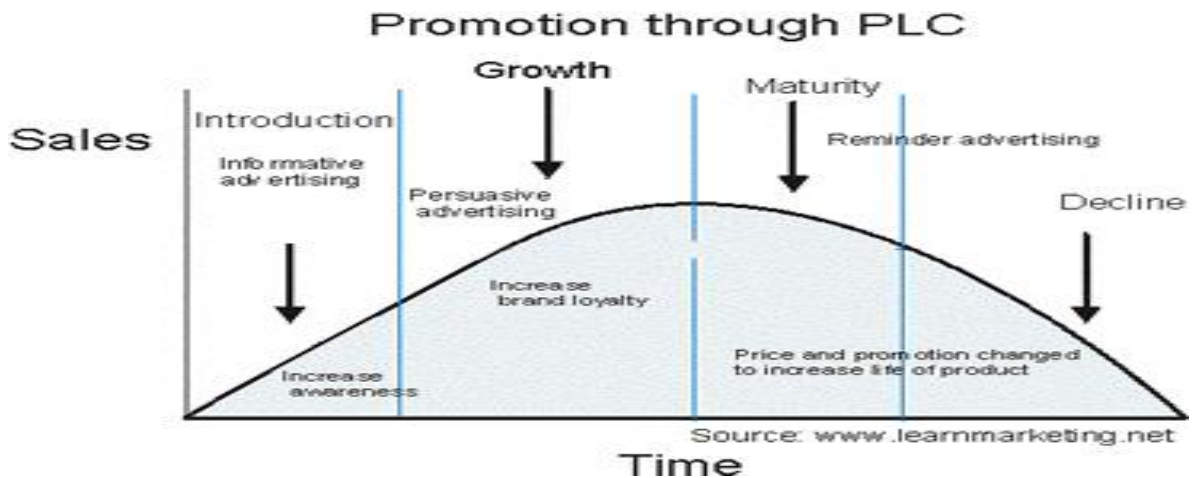 Promotion through PLC
Growth
Maturity
Introduction
Sales
Reminder advertising
Informative
advertising
Persuasive
advertising
Decline
Increase
brand loyalty
Price and promotion changed
to increase life of product
Increase
awareness
Source: www.learnmarketing.net
Time